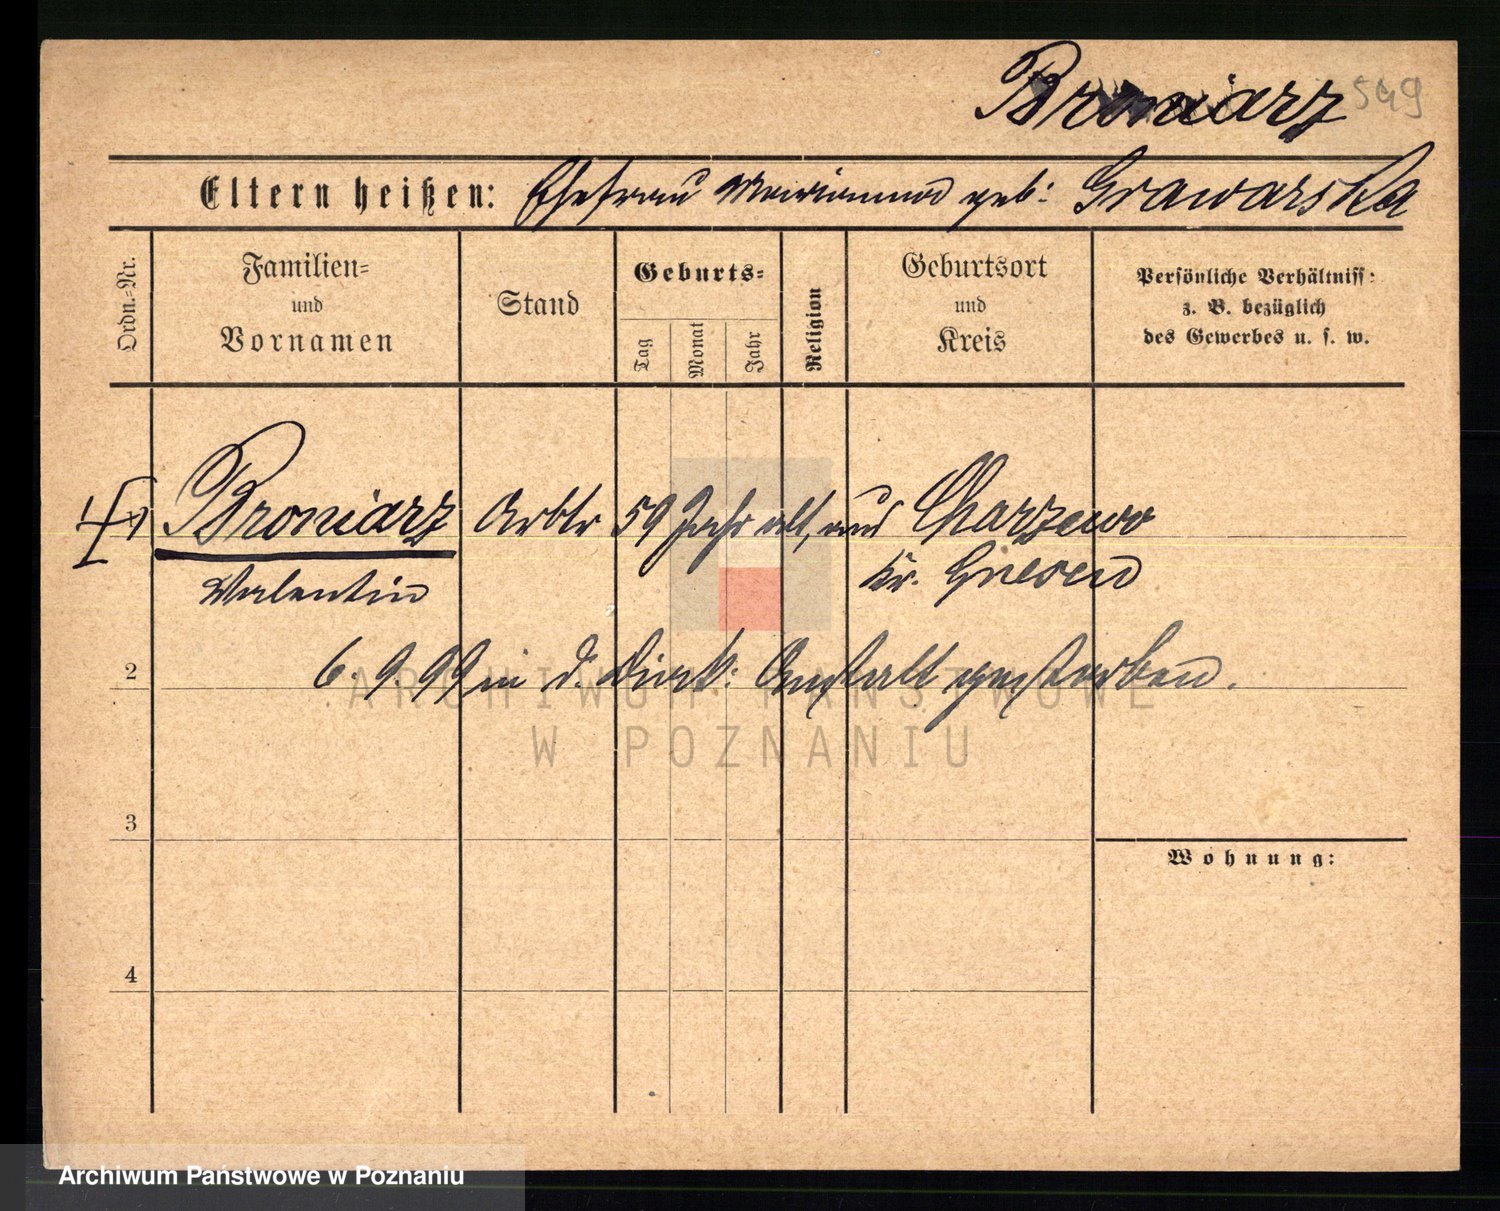 Broniarz 549
Eltern heißen: Ehefrau Marianna geb: Grawarska
Ordn.-Nr.
Familien-
und
Vornamen
Stand
Geburts-
Tag
Monat
Jahr
Religion
Geburtsort
und
Kreis
Persönliche Verhältniss:
z. B. bezüglich
des Gewerbes u. s. w.
Broniarz Arbtr 59 Jahr alt, aus Charzewo
Valentin Kr. Gnesen
2
6.9.99 in d. Diak: Anstalt gestorben.
3
Wohnung:
4
ARCHIWUM PAŃSTWOWE
W POZNANIU
Archiwum Państwowe w Poznaniu